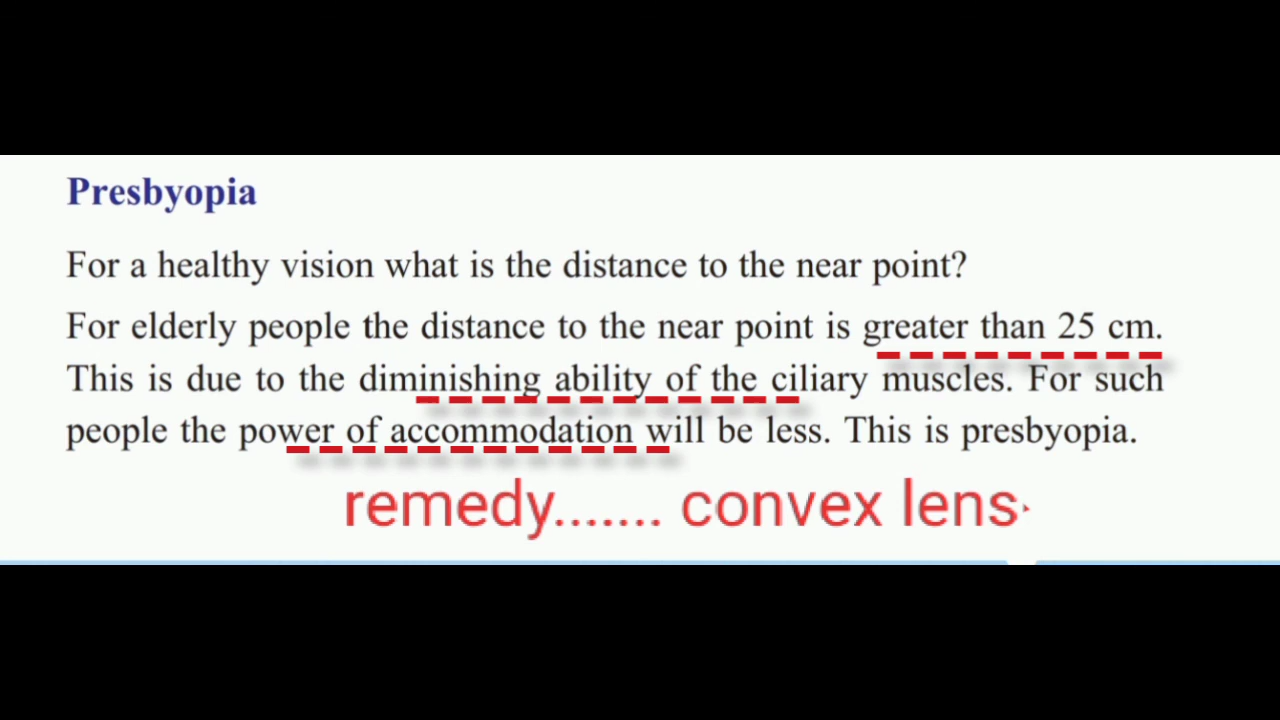 Presbyopia
For a healthy vision what is the distance to the near point?
For elderly people the distance to the near point is greater than 25 cm.
This is due to the diminishing ability of the ciliary muscles. For such
people the power of accommodation will be less. This is presbyopia.
remedy....... convex lens